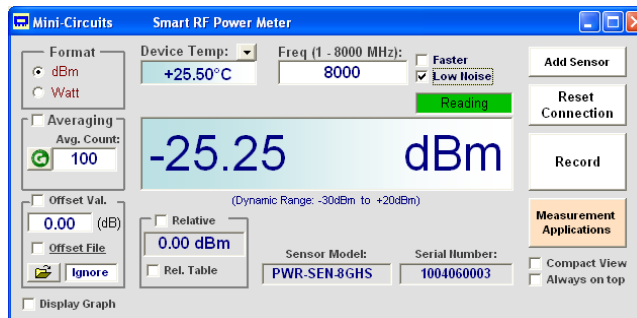 Mini-Circuits Smart RF Power Meter
Format
dBm
Watt
Device Temp:
+25.50°C
Freq (1 - 8000 MHz):
8000
Faster
Low Noise
Reading
Add Sensor
Reset
Connection
Record
Measurement
Applications
Compact View
Always on top
Averaging
Avg. Count:
100
-25.25 dBm
(Dynamic Range: -30dBm to +20dBm)
Offset Val.
0.00 (dB)
Offset File
Ignore
Relative
0.00 dBm
Rel. Table
Sensor Model:
PWR-SEN-8GHS
Serial Number:
1004060003
Display Graph